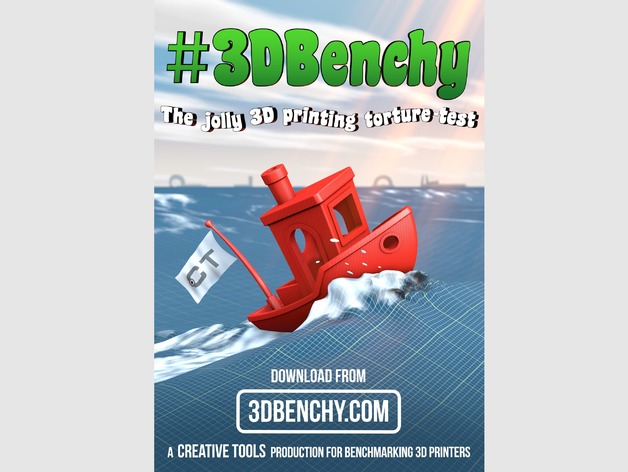 #3DBenchy
The jolly 3D printing torture-test
CT
DOWNLOAD FROM
3DBENCHY.COM
A CREATIVE TOOLS PRODUCTION FOR BENCHMARKING 3D PRINTERS